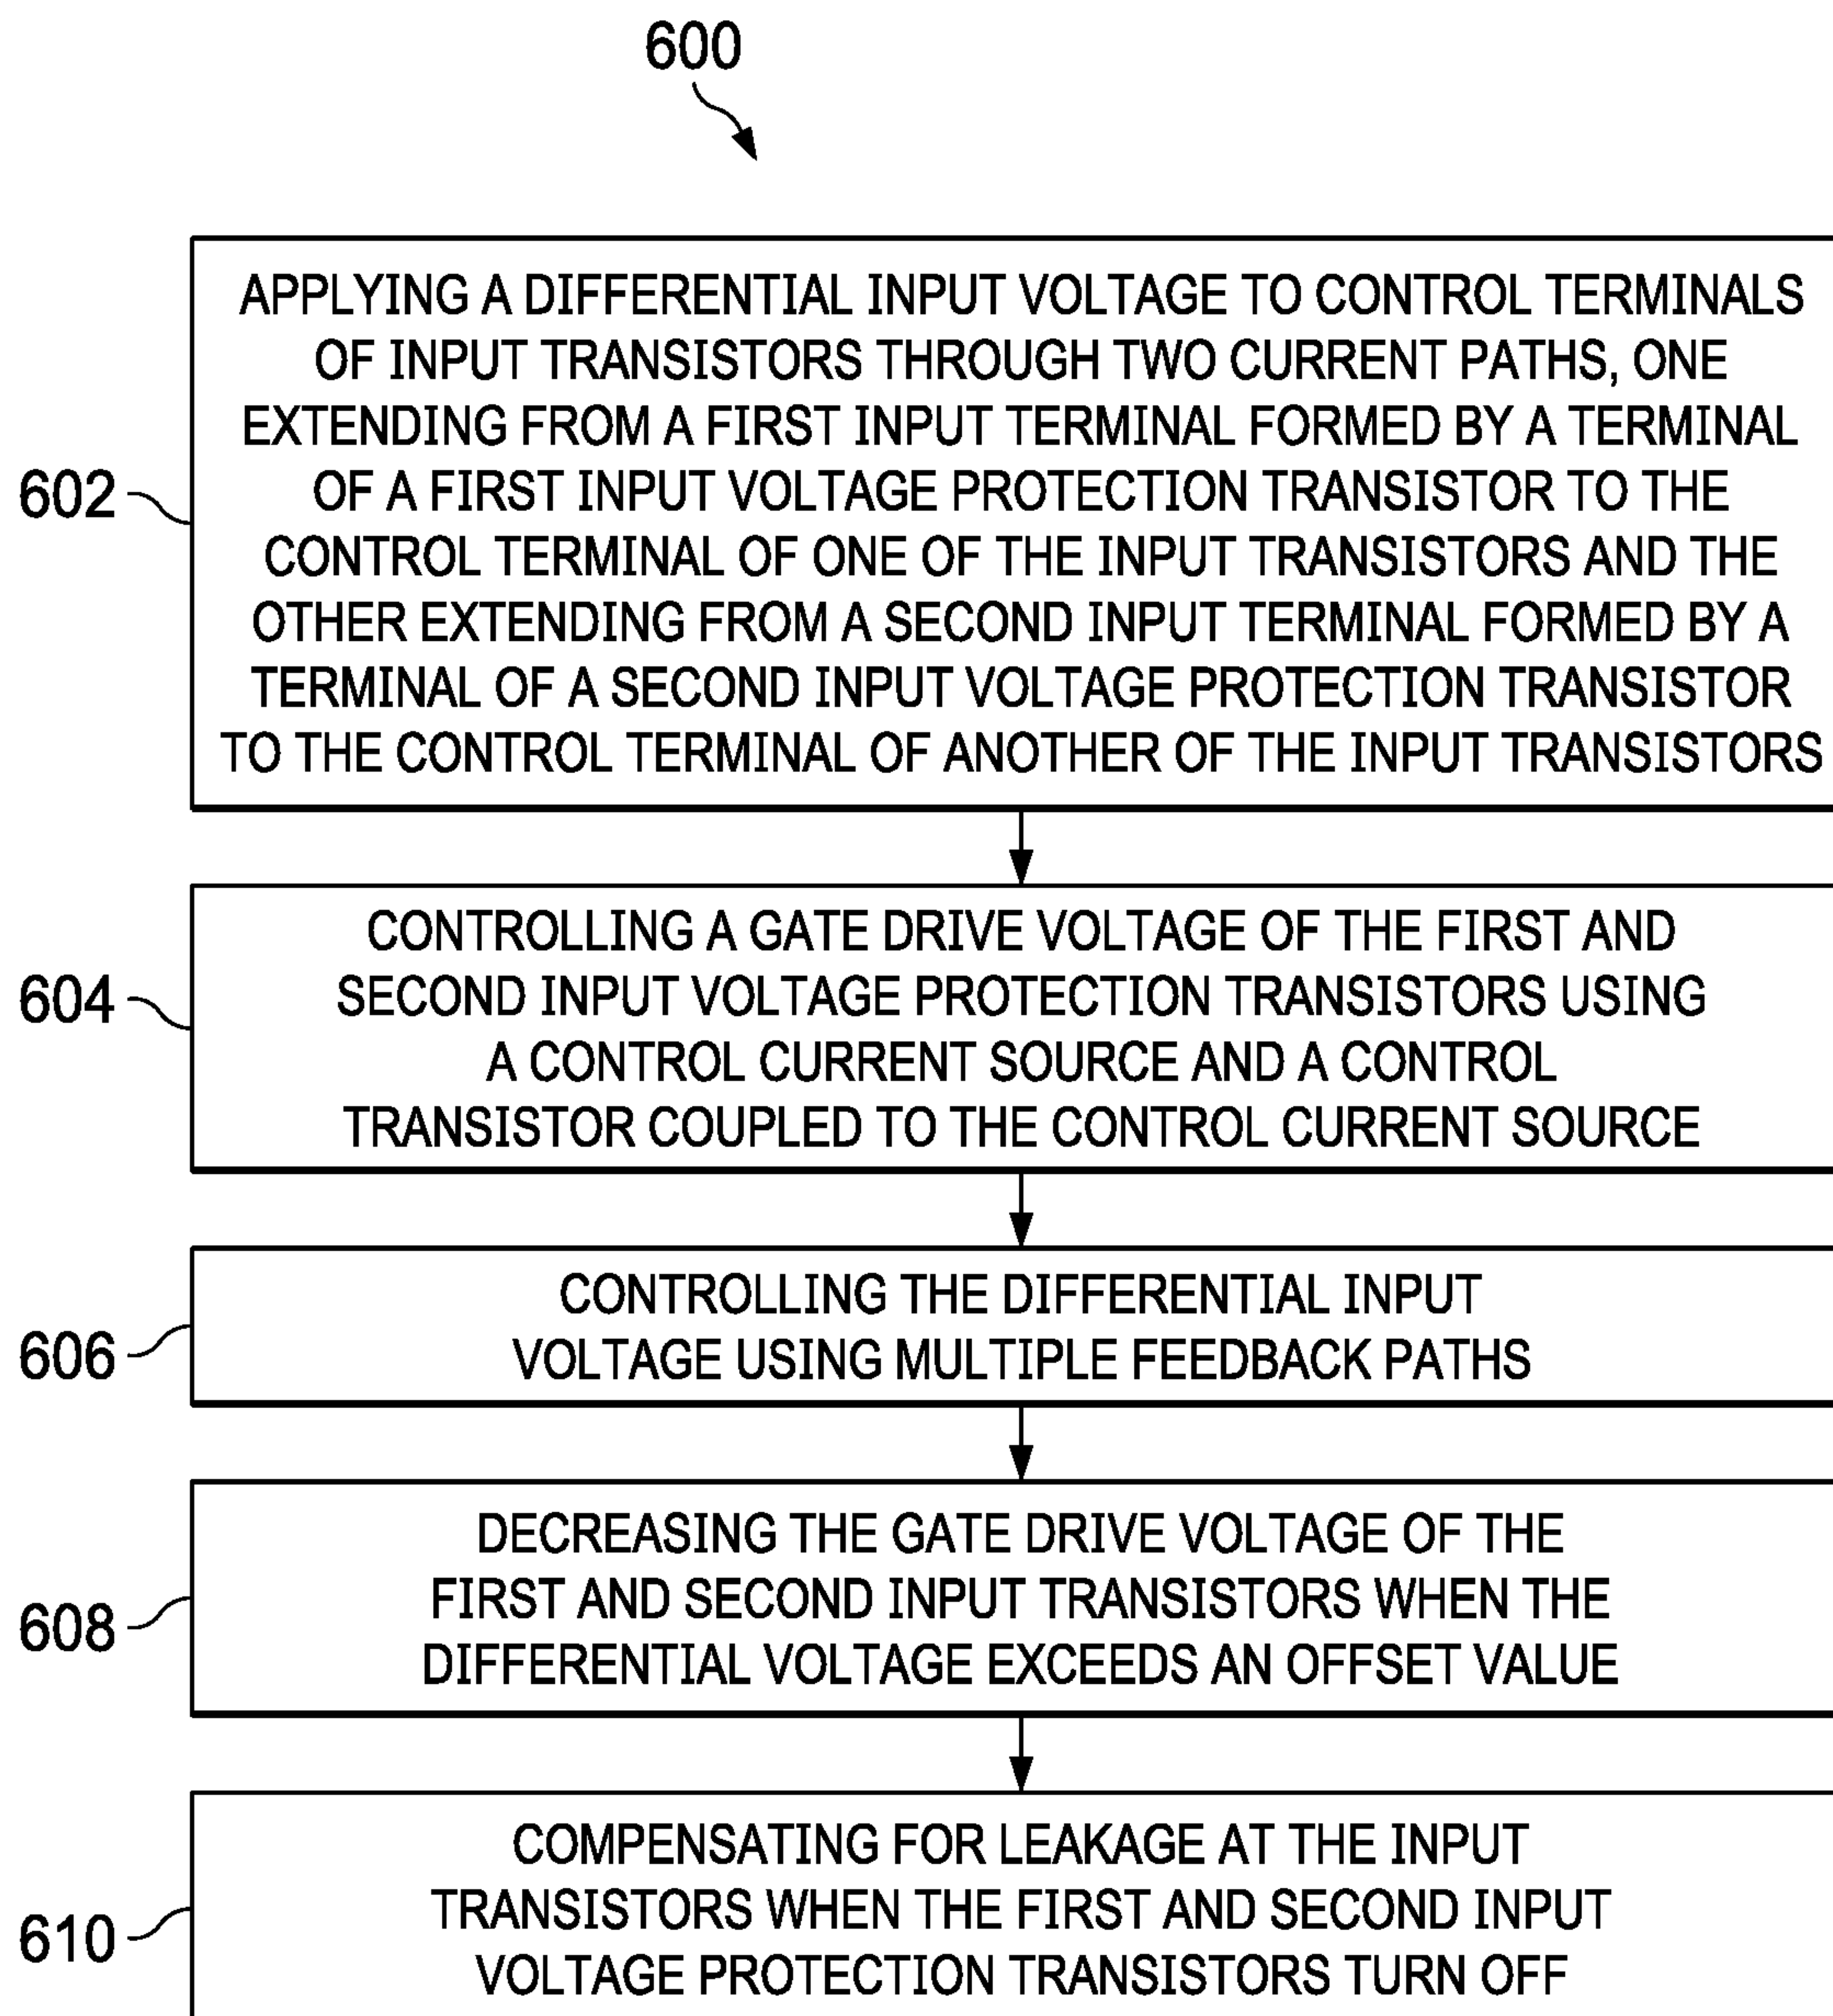 600
602
APPLYING A DIFFERENTIAL INPUT VOLTAGE TO CONTROL TERMINALS
OF INPUT TRANSISTORS THROUGH TWO CURRENT PATHS, ONE
EXTENDING FROM A FIRST INPUT TERMINAL FORMED BY A TERMINAL
OF A FIRST INPUT VOLTAGE PROTECTION TRANSISTOR TO THE
CONTROL TERMINAL OF ONE OF THE INPUT TRANSISTORS AND THE
OTHER EXTENDING FROM A SECOND INPUT TERMINAL FORMED BY A
TERMINAL OF A SECOND INPUT VOLTAGE PROTECTION TRANSISTOR
TO THE CONTROL TERMINAL OF ANOTHER OF THE INPUT TRANSISTORS
604
CONTROLLING A GATE DRIVE VOLTAGE OF THE FIRST AND
SECOND INPUT VOLTAGE PROTECTION TRANSISTORS USING
A CONTROL CURRENT SOURCE AND A CONTROL
TRANSISTOR COUPLED TO THE CONTROL CURRENT SOURCE
606
CONTROLLING THE DIFFERENTIAL INPUT
VOLTAGE USING MULTIPLE FEEDBACK PATHS
608
DECREASING THE GATE DRIVE VOLTAGE OF THE
FIRST AND SECOND INPUT TRANSISTORS WHEN THE
DIFFERENTIAL VOLTAGE EXCEEDS AN OFFSET VALUE
610
COMPENSATING FOR LEAKAGE AT THE INPUT
TRANSISTORS WHEN THE FIRST AND SECOND INPUT
VOLTAGE PROTECTION TRANSISTORS TURN OFF